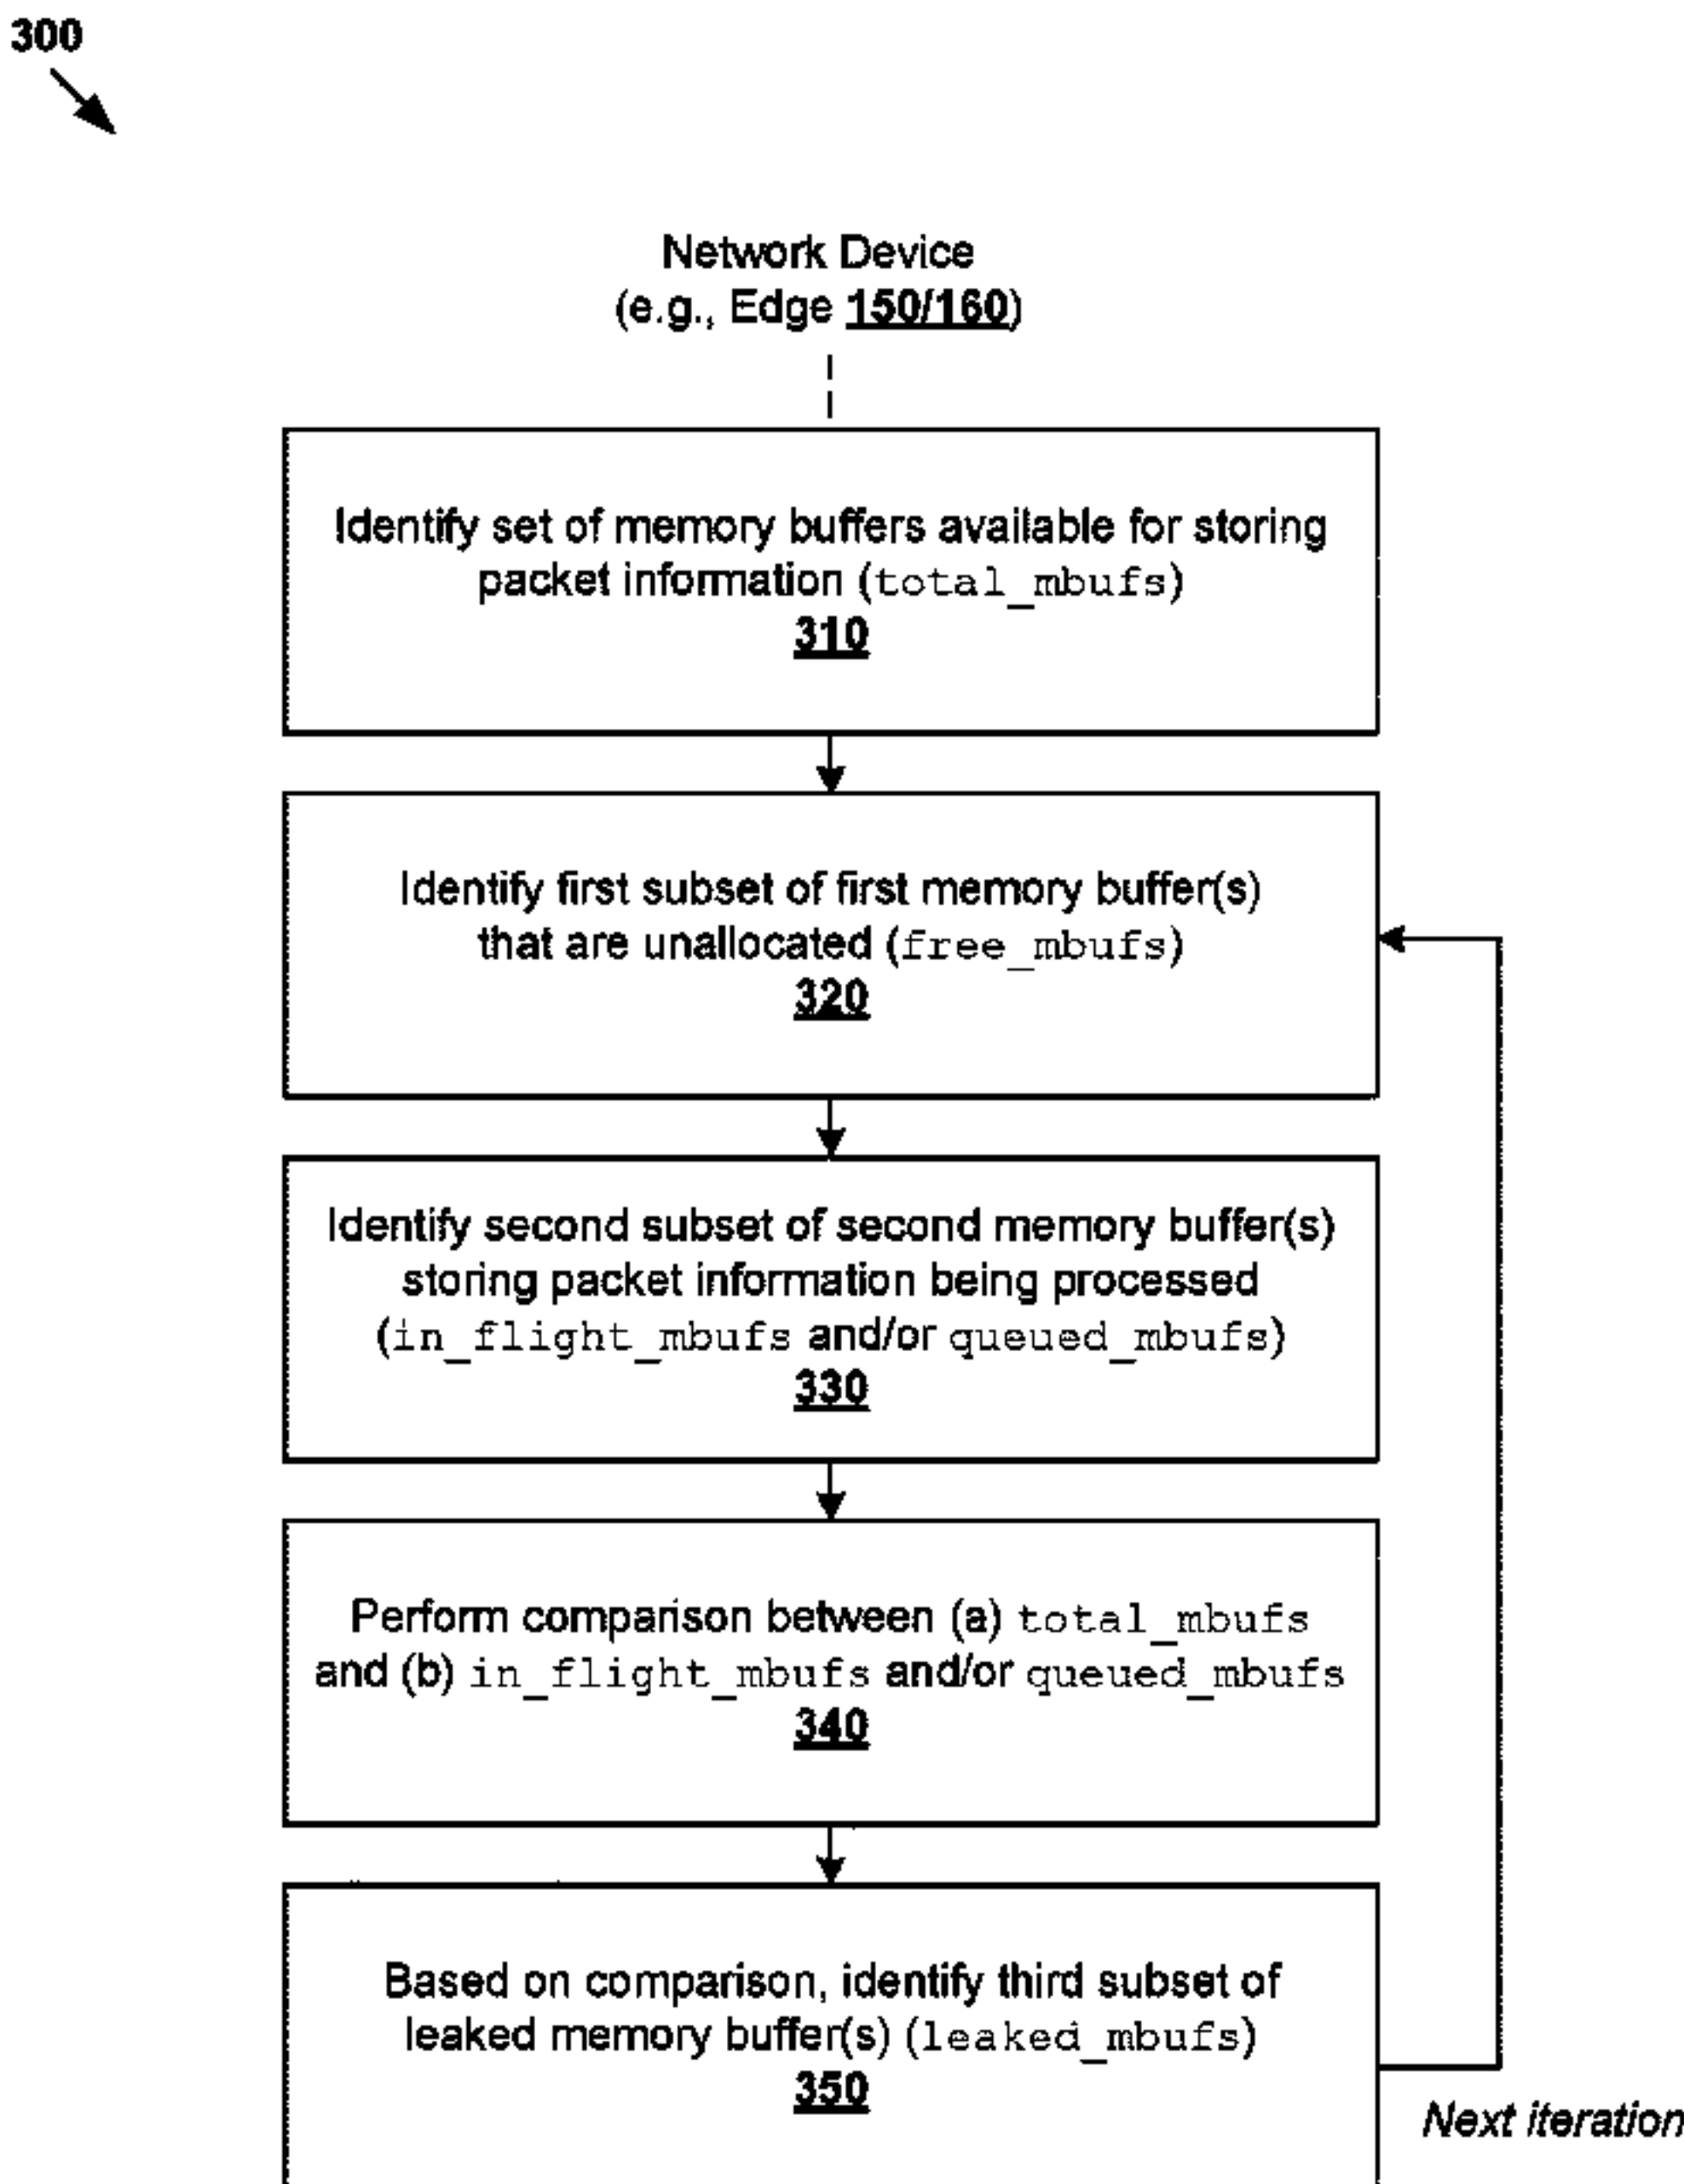 300
Network Device
(e.g., Edge 150/160)
Identify set of memory buffers available for storing
packet information (total_mbufs)
310
Identify first subset of first memory buffer(s)
that are unallocated (free_mbufs)
320
Identify second subset of second memory buffer(s)
storing packet information being processed
(in_flight_mbufs and/or queued_mbufs)
330
Perform comparison between (a) total_mbufs
and (b) in_flight_mbufs and/or queued_mbufs
340
Based on comparison, identify third subset of
leaked memory buffer(s) (leaked_mbufs)
350
Next iteration